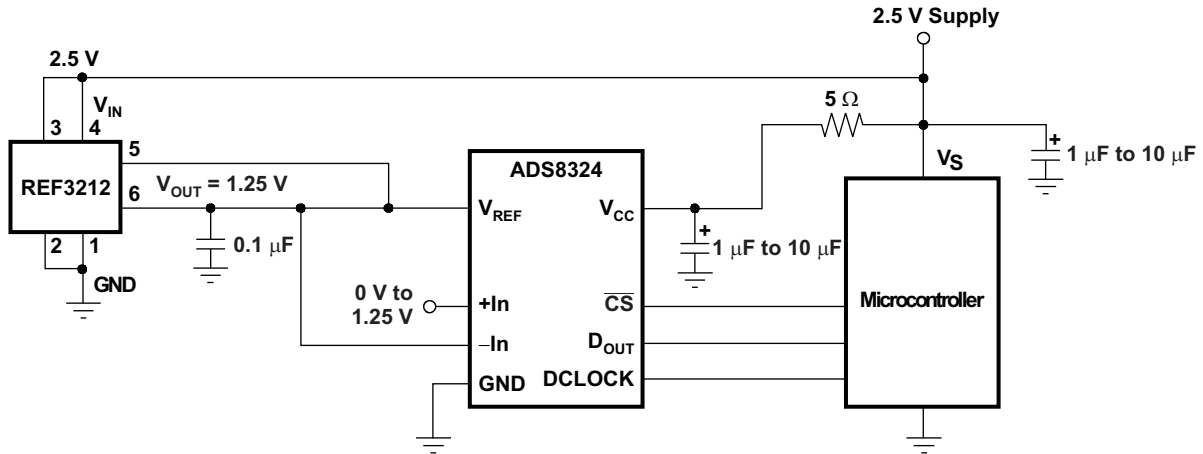 2.5 V Supply
2.5 V
V_IN
3 4
5 Ω
5
REF3212
V_OUT = 1.25 V
6
2 1
GND
0.1 μF
ADS8324
V_REF
V_CC
+
1 μF to 10 μF
0 V to
1.25 V
+In
–In
GND
C̅S̅
D_OUT
DCLOCK
V_S
+
1 μF to 10 μF
Microcontroller